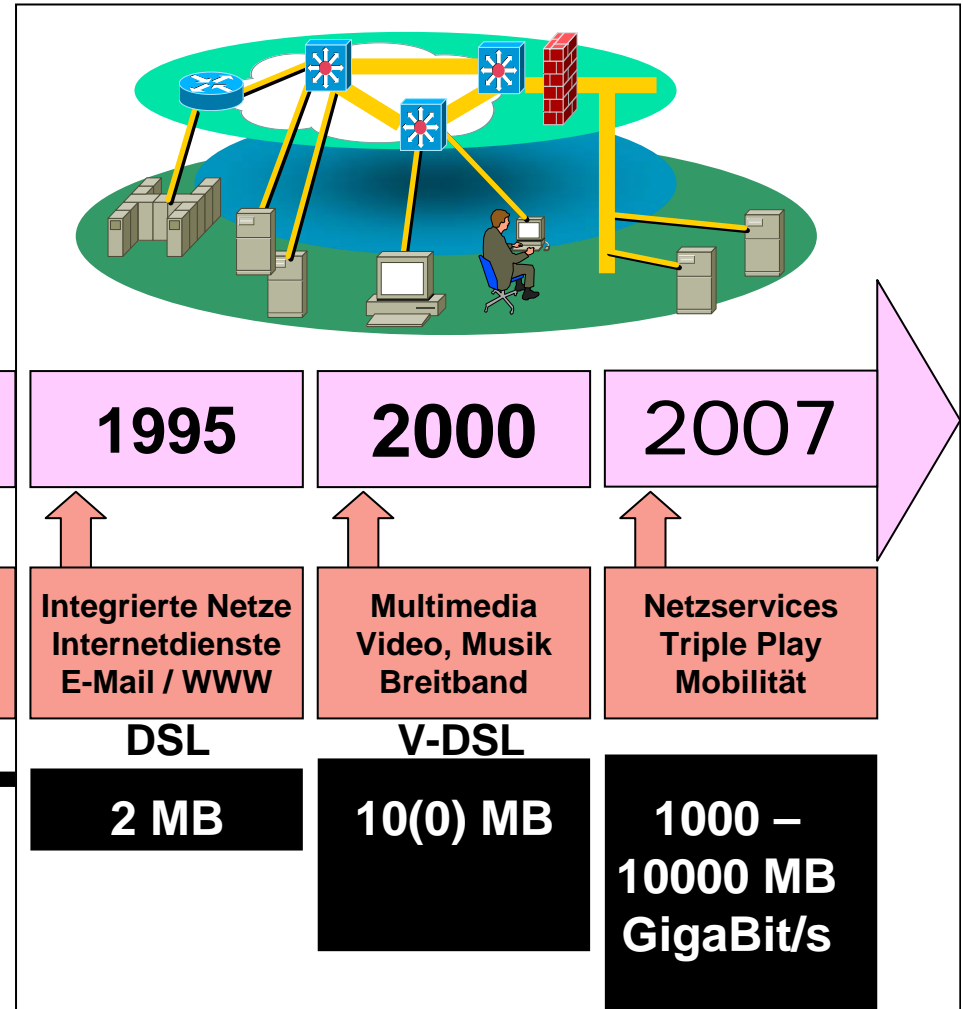 1995
2000
2007
Integrierte Netze
Internetdienste
E-Mail / WWW
Multimedia
Video, Musik
Breitband
Netzservices
Triple Play
Mobilität
DSL
V-DSL
2 MB
10(0) MB
1000 –
10000 MB
GigaBit/s